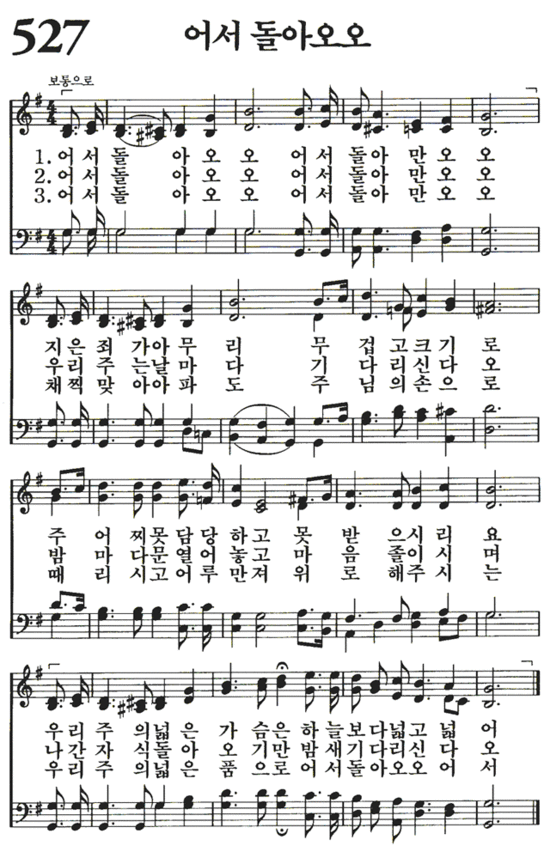 527 어서 돌아오오
보통으로
1. 어서돌 아오오 어서돌아만오오
2. 어서돌 아오오 어서돌아만오오
3. 어서돌 아오오 어서돌아만오오
지은죄가아무리 무겁고크기로
우리주는날마다 기다리신다오
채찍맞아아파도 주님의손으로
주 어찌못담당하고못받으시리요
밤마다문열어놓고마음졸이시며
때리시고어루만져위로해주시는
우리주의넓은가슴은하늘보다넓고넓어
나간자식돌아오기만밤새기다리신다오
우리주의넓은품으로어서돌아오오어서